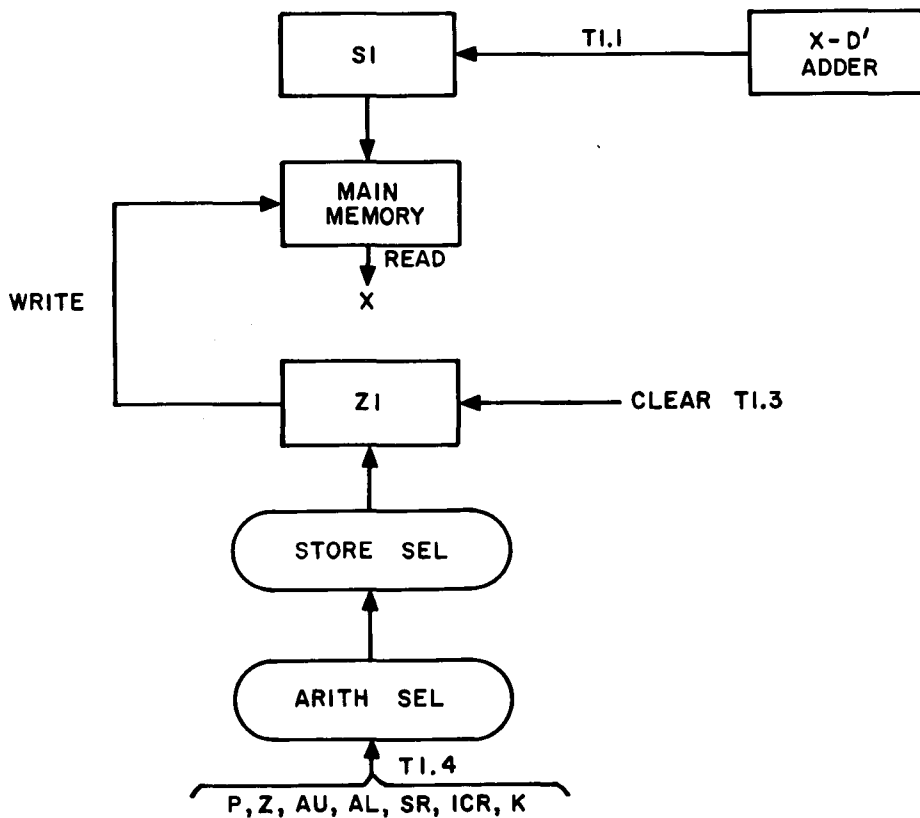 T1.1
S1
X-D'
ADDER
MAIN
MEMORY
READ
X
WRITE
Z1
CLEAR T1.3
STORE SEL
ARITH SEL
T1.4
P, Z, AU, AL, SR, ICR, K